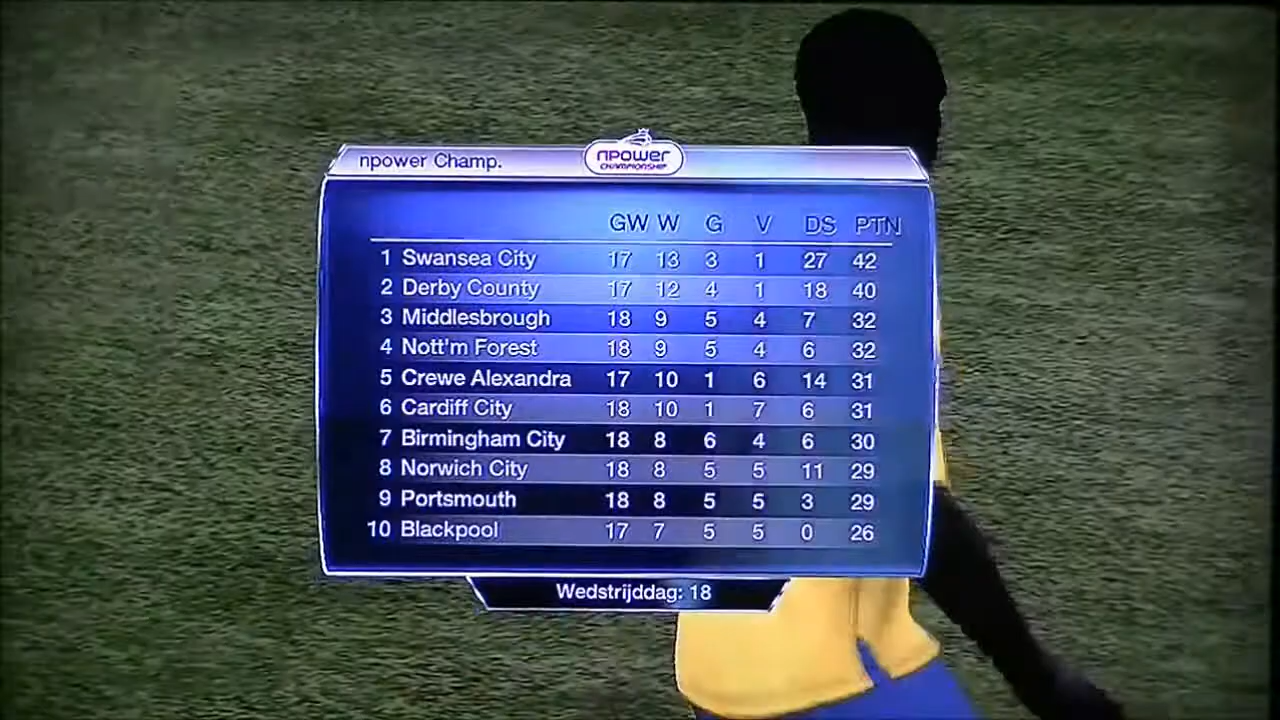 npower Champ.
npower
CHAMPIONSHIP
GW W G V DS PTN
1 Swansea City 17 13 3 1 27 42
2 Derby County 17 12 4 1 18 40
3 Middlesbrough 18 9 5 4 7 32
4 Nott'm Forest 18 9 5 4 6 32
5 Crewe Alexandra 17 10 1 6 14 31
6 Cardiff City 18 10 1 7 6 31
7 Birmingham City 18 8 6 4 6 30
8 Norwich City 18 8 5 5 11 29
9 Portsmouth 18 8 5 5 3 29
10 Blackpool 17 7 5 5 0 26
Wedstrijddag: 18